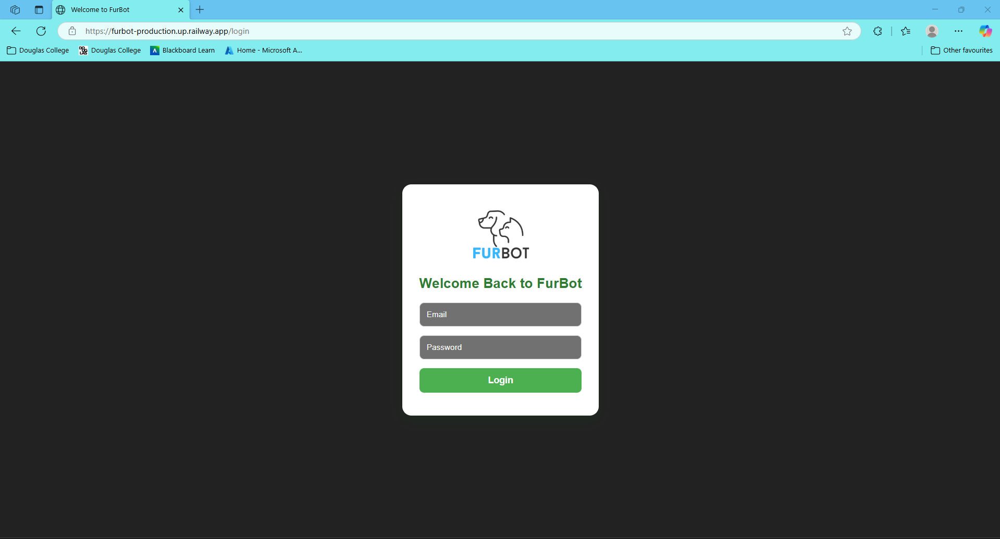 Welcome to FurBot
https://furbot-production.up.railway.app/login
Douglas College
Douglas College
Blackboard Learn
Home - Microsoft A...
Other favourites
FURBOT
Welcome Back to FurBot
Email
Password
Login